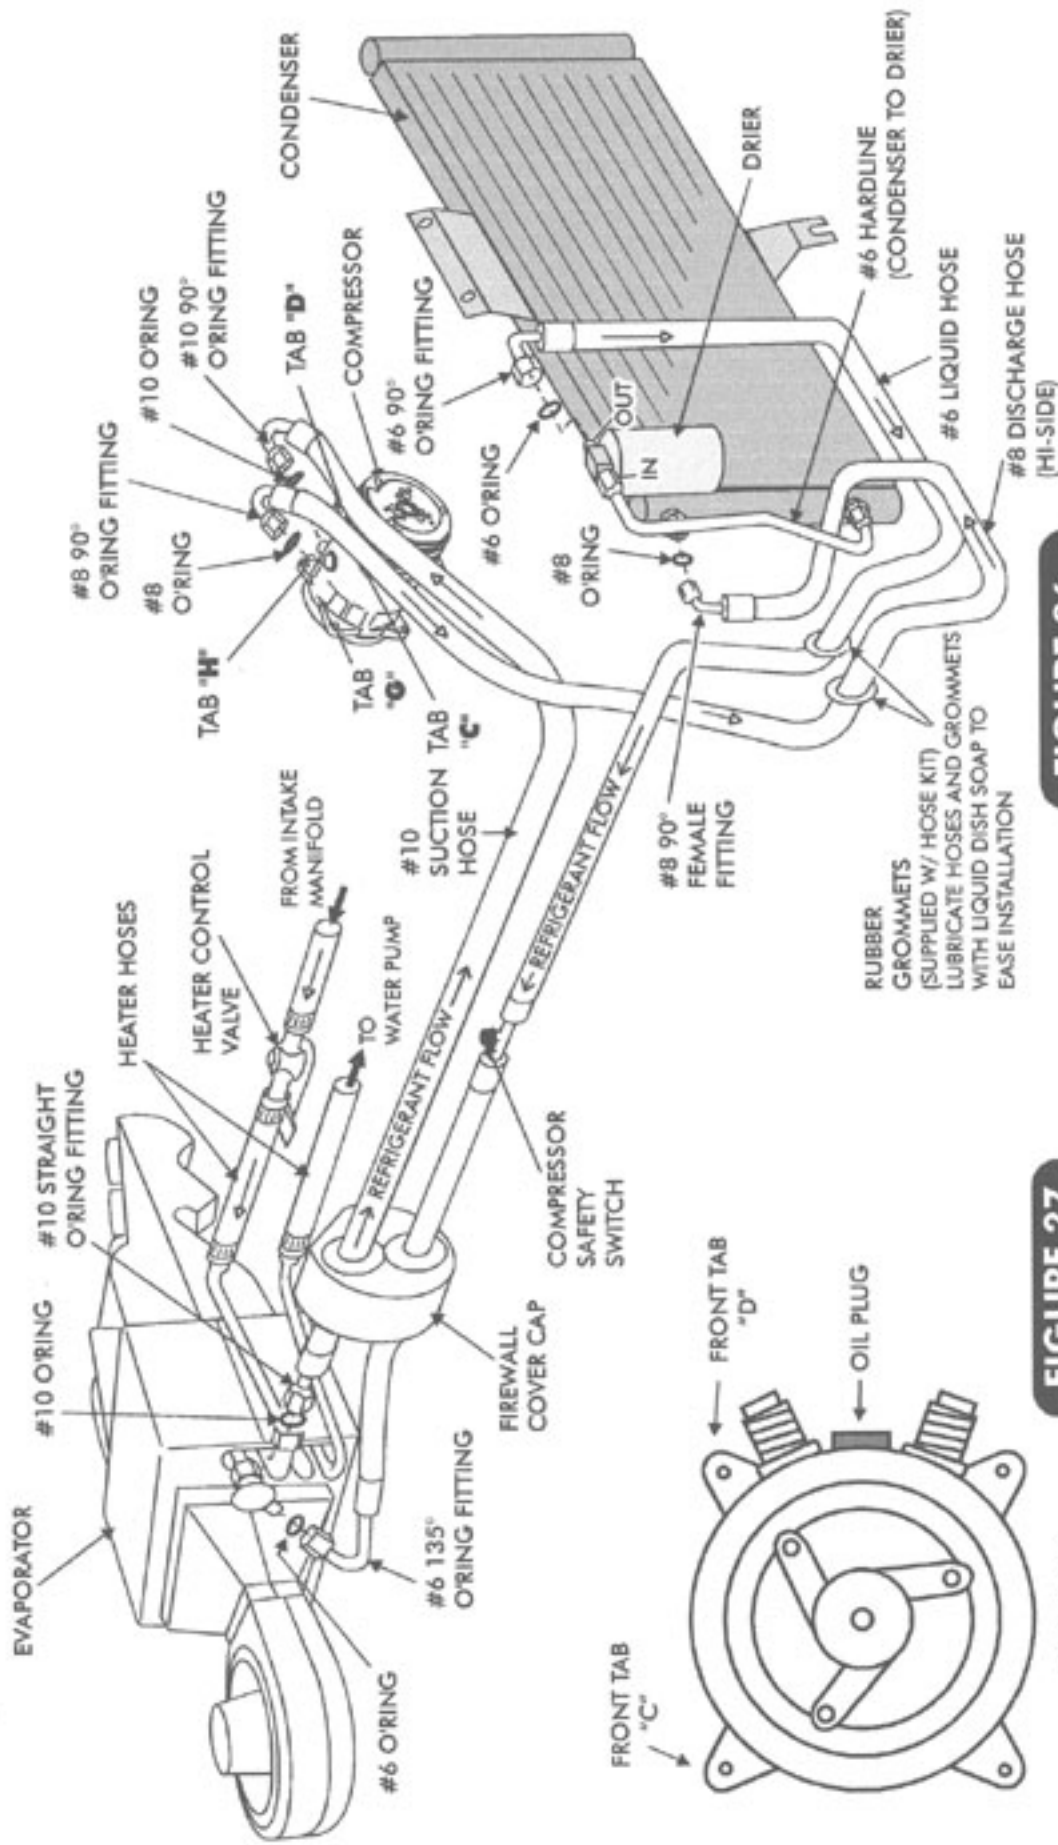 EVAPORATOR
#10 O'RING
#10 STRAIGHT
O'RING FITTING
HEATER HOSES
HEATER CONTROL
VALVE
FROM INTAKE
MANIFOLD
TO
WATER PUMP
TAB "H"
#8
O'RING
#8 90°
O'RING FITTING
#10 O'RING
#10 90°
O'RING FITTING
TAB "D"
COMPRESSOR
CONDENSER
TAB
"G"
TAB
"C"
#10
SUCTION
HOSE
#6 90°
O'RING FITTING
#6 O'RING
#8
O'RING
OUT
IN
DRIER
#6 HARDLINE
(CONDENSER TO DRIER)
#6 LIQUID HOSE
#8 DISCHARGE HOSE
(HI-SIDE)
REFRIGERANT FLOW
REFRIGERANT FLOW
#8 90°
FEMALE
FITTING
RUBBER
GROMMETS
(SUPPLIED W/ HOSE KIT)
LUBRICATE HOSES AND GROMMETS
WITH LIQUID DISH SOAP TO
EASE INSTALLATION
COMPRESSOR
SAFETY
SWITCH
FIREWALL
COVER CAP
#6 135°
O'RING FITTING
#6 O'RING
FRONT TAB
"C"
FRONT TAB
"D"
OIL PLUG
FIGURE 27